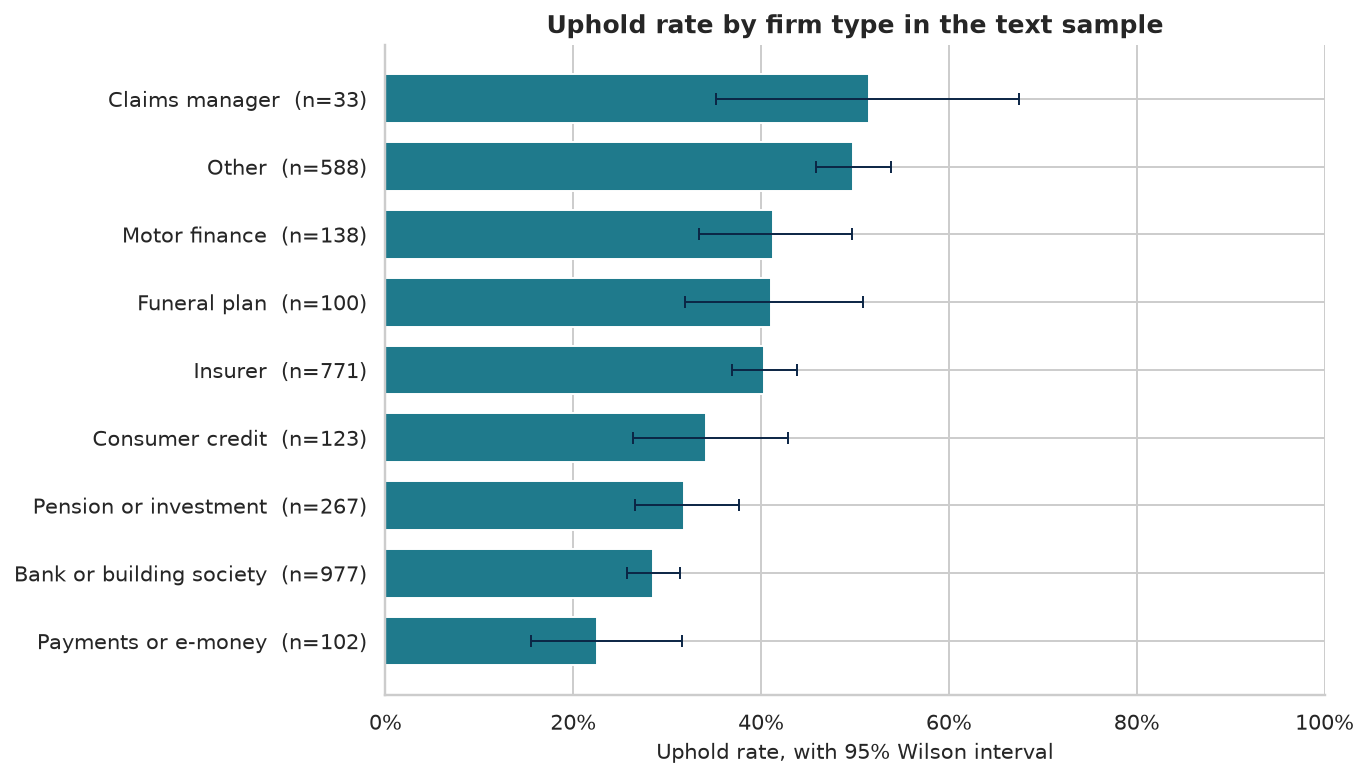 Uphold rate by firm type in the text sample
Claims manager (n=33)
Other (n=588)
Motor finance (n=138)
Funeral plan (n=100)
Insurer (n=771)
Consumer credit (n=123)
Pension or investment (n=267)
Bank or building society (n=977)
Payments or e-money (n=102)
0% 20% 40% 60% 80% 100%
Uphold rate, with 95% Wilson interval